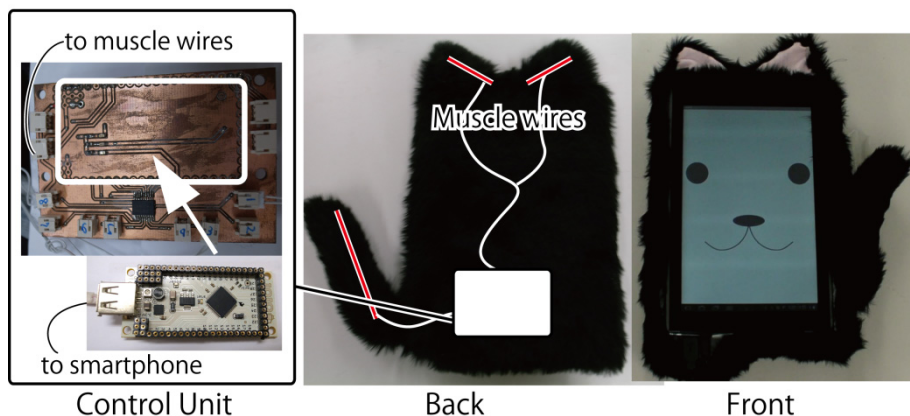 to muscle wires
to smartphone
Muscle wires
Control Unit
Back
Front